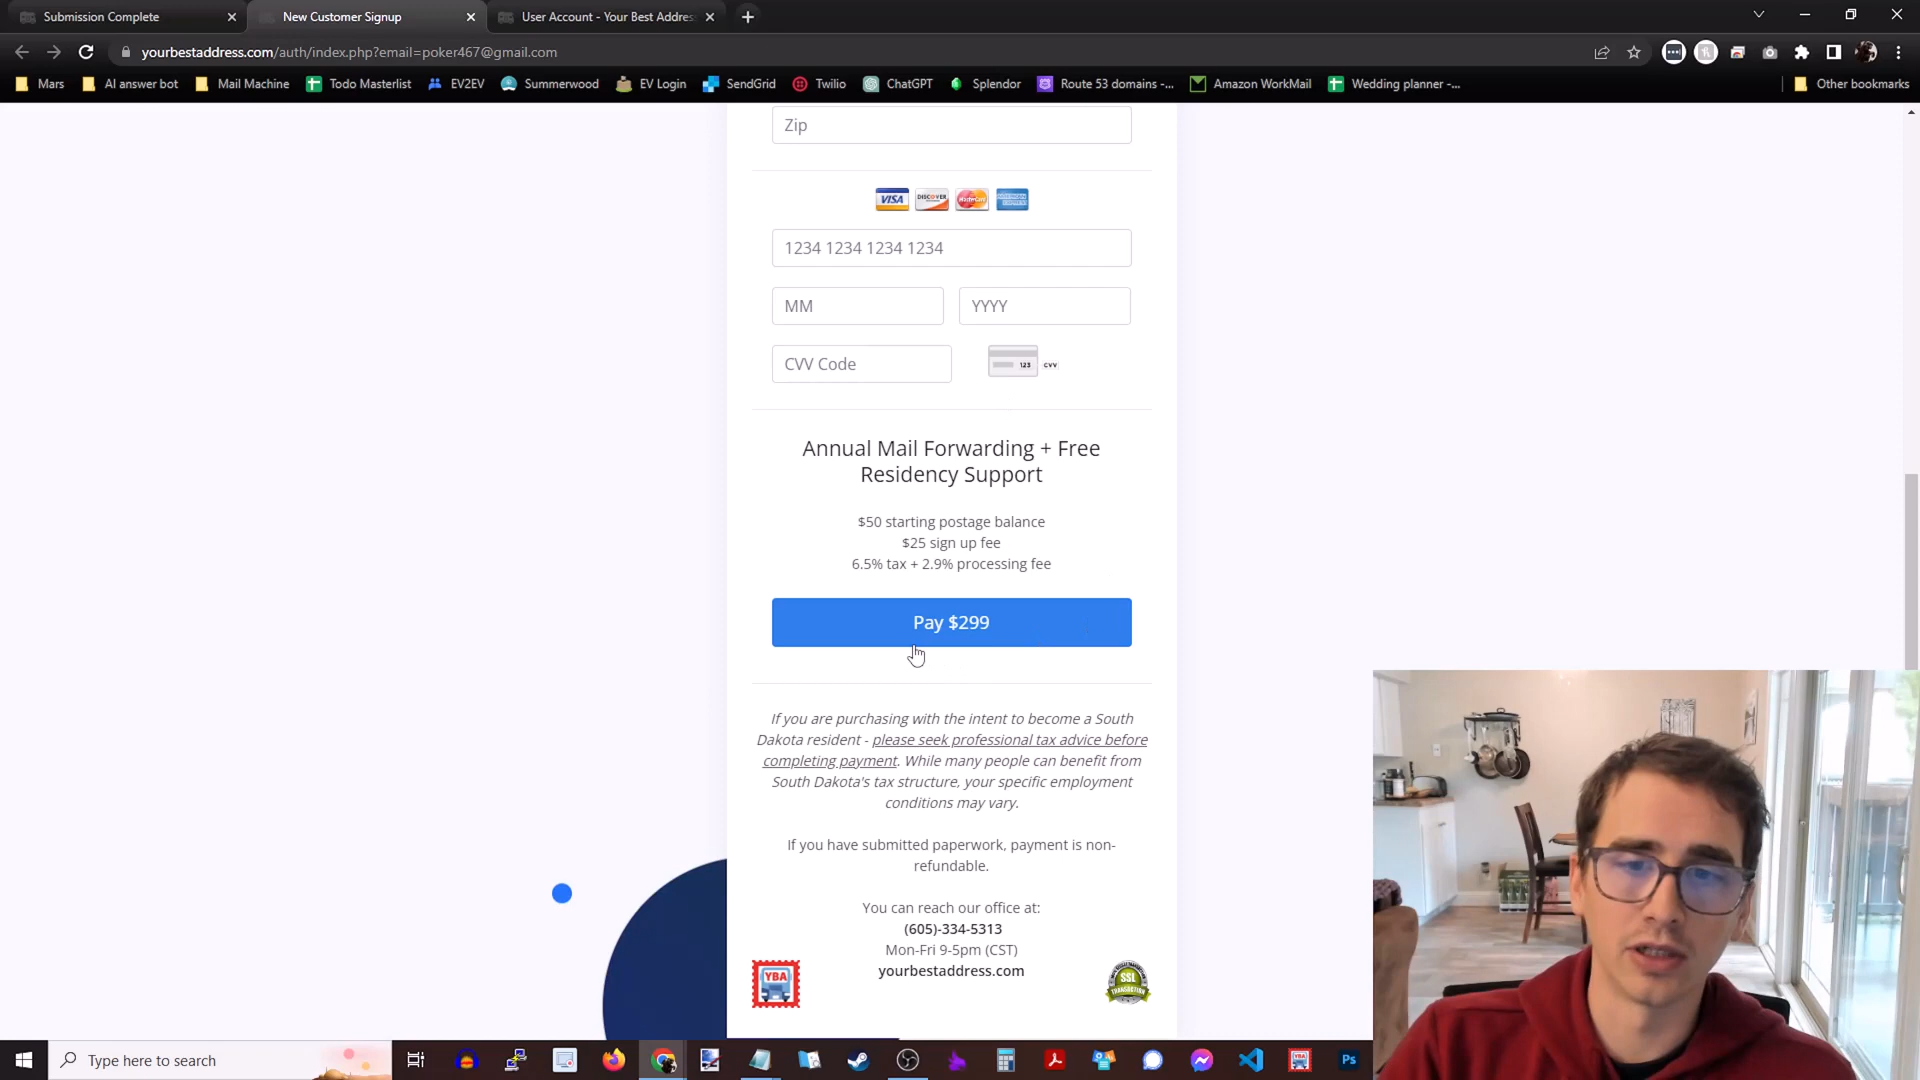 Submission Complete
New Customer Signup
User Account - Your Best Addres
yourbestaddress.com/auth/index.php?email=poker467@gmail.com
Mars
AI answer bot
Mail Machine
Todo Masterlist
EV2EV
Summerwood
EV Login
SendGrid
Twilio
ChatGPT
Splendor
Route 53 domains -...
Amazon WorkMail
Wedding planner -...
Other bookmarks
Zip
VISA
DISCOVER
MasterCard
1234 1234 1234 1234
MM
YYYY
CVV Code
123
CVV
Annual Mail Forwarding + Free
Residency Support
$50 starting postage balance
$25 sign up fee
6.5% tax + 2.9% processing fee
Pay $299
If you are purchasing with the intent to become a South
Dakota resident - please seek professional tax advice before
completing payment. While many people can benefit from
South Dakota's tax structure, your specific employment
conditions may vary.
If you have submitted paperwork, payment is non-
refundable.
You can reach our office at:
(605)-334-5313
Mon-Fri 9-5pm (CST)
yourbestaddress.com
YBA
SSL
Type here to search
Ps